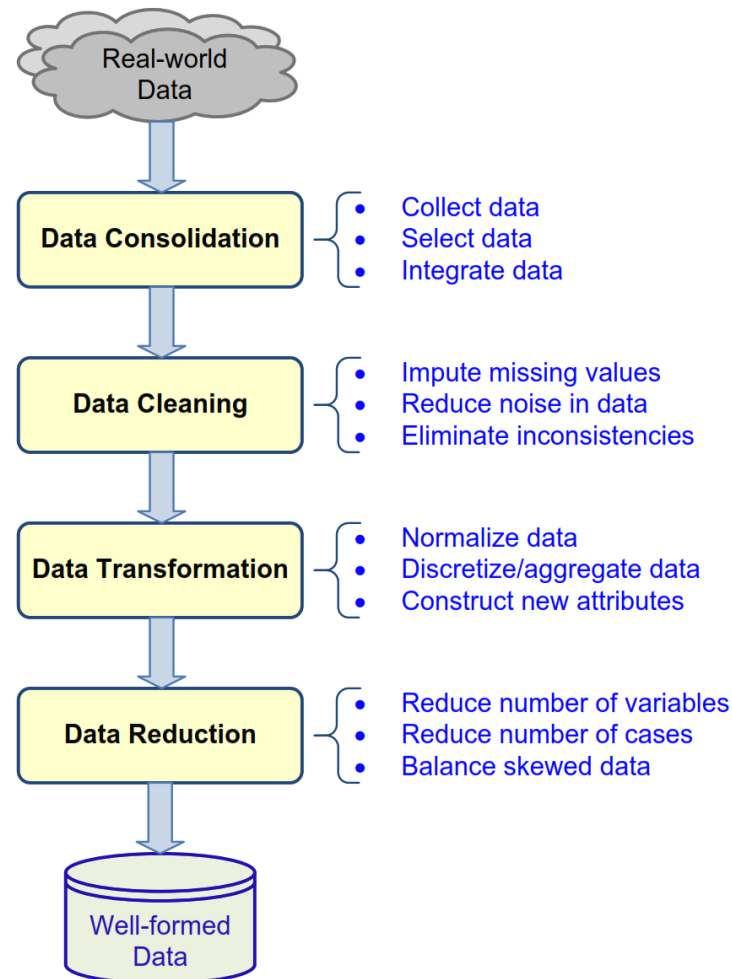 Real-world
Data
Data Consolidation
• Collect data
• Select data
• Integrate data
Data Cleaning
• Impute missing values
• Reduce noise in data
• Eliminate inconsistencies
Data Transformation
• Normalize data
• Discretize/aggregate data
• Construct new attributes
Data Reduction
• Reduce number of variables
• Reduce number of cases
• Balance skewed data
Well-formed
Data